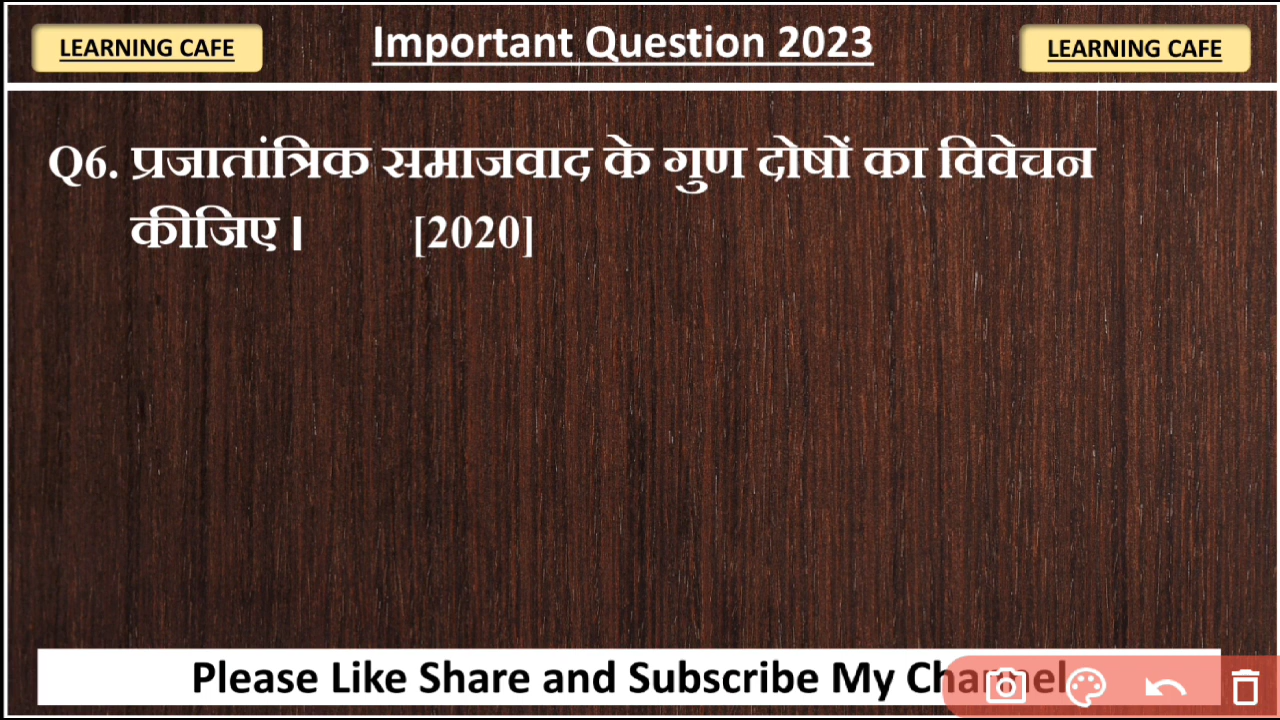 LEARNING CAFE
Important Question 2023
LEARNING CAFE
Q6. प्रजातांत्रिक समाजवाद के गुण दोषों का विवेचन
कीजिए। [2020]
Please Like Share and Subscribe My Channel